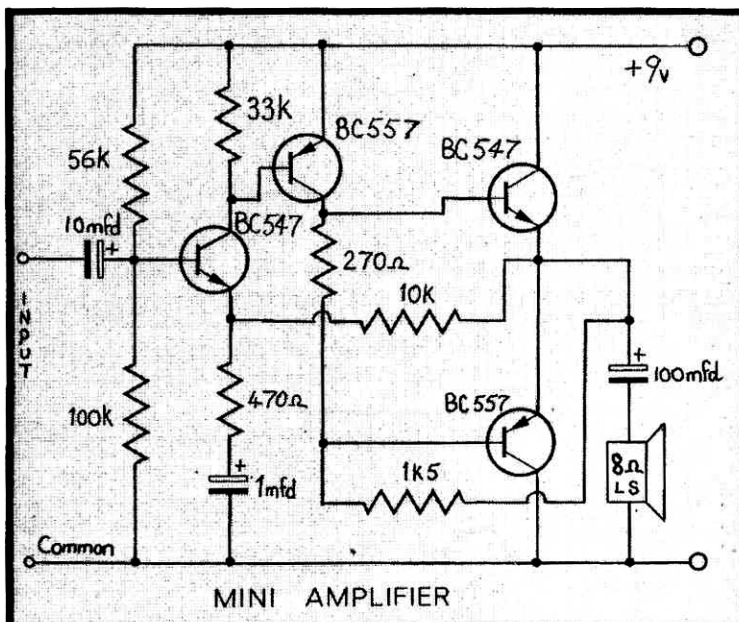 +9v
33k
BC557
BC547
56k
10mfd
+
BC547
270Ω
10k
INPUT
+
100mfd
470Ω
100k
BC557
8Ω
LS
1K5
+
1mfd
Common
MINI AMPLIFIER